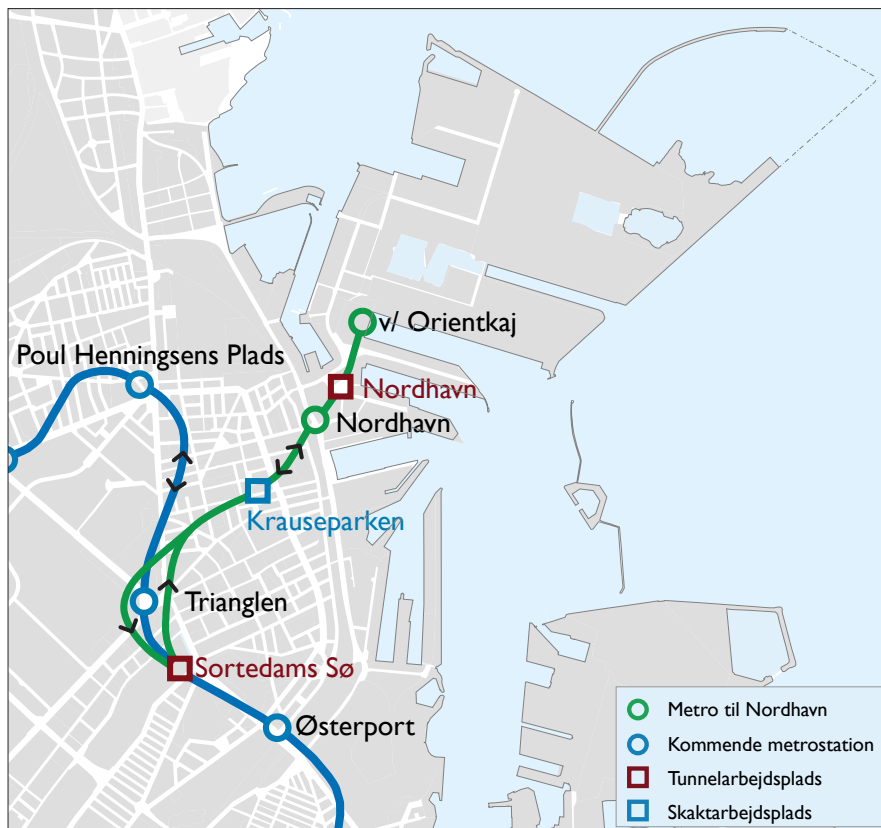 v/ Orientkaj
Poul Henningsens Plads
Nordhavn
Nordhavn
Krauseparken
Trianglen
Sortedams Sø
Østerport
Metro til Nordhavn
Kommende metrostation
Tunnelarbejdsplads
Skaktarbejdsplads